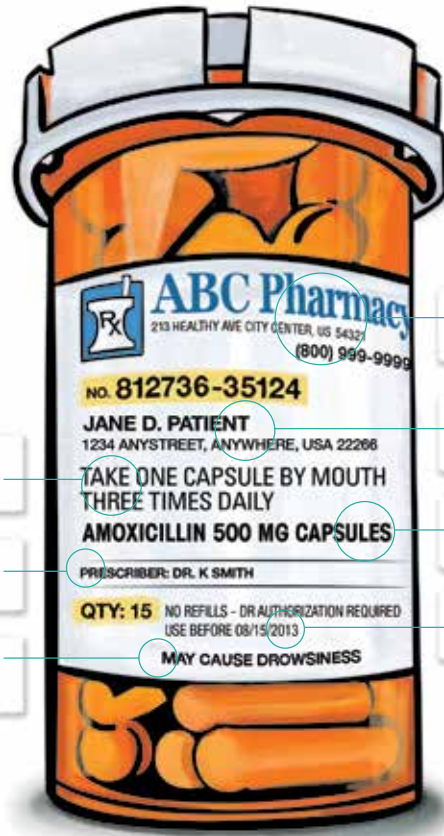 Rx
ABC Pharmacy
213 HEALTHY AVE CITY CENTER, US 54321
(800) 999-9999
NO. 812736-35124
JANE D. PATIENT
1234 ANYSTREET, ANYWHERE, USA 22266
TAKE ONE CAPSULE BY MOUTH
THREE TIMES DAILY
AMOXICILLIN 500 MG CAPSULES
PRESCRIBER: DR. K SMITH
QTY: 15 NO REFILLS - DR AUTHORIZATION REQUIRED
USE BEFORE 08/15/2013
MAY CAUSE DROWSINESS